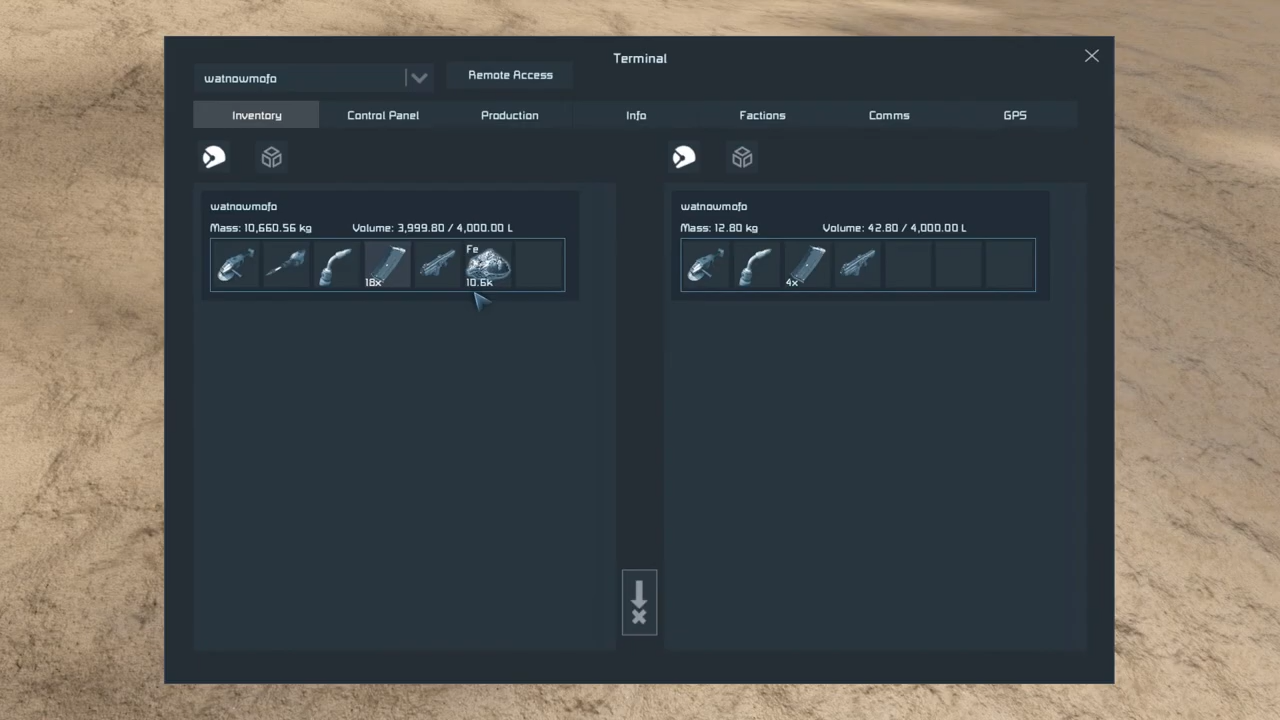 Terminal
watnowmofo
Remote Access
Inventory
Control Panel
Production
Info
Factions
Comms
GPS
watnowmofo
Mass: 10,660.56 kg
Volume: 3,999.80 / 4,000.00 L
18x
Fe
10.6k
watnowmofo
Mass: 12.80 kg
Volume: 42.80 / 4,000.00 L
4x